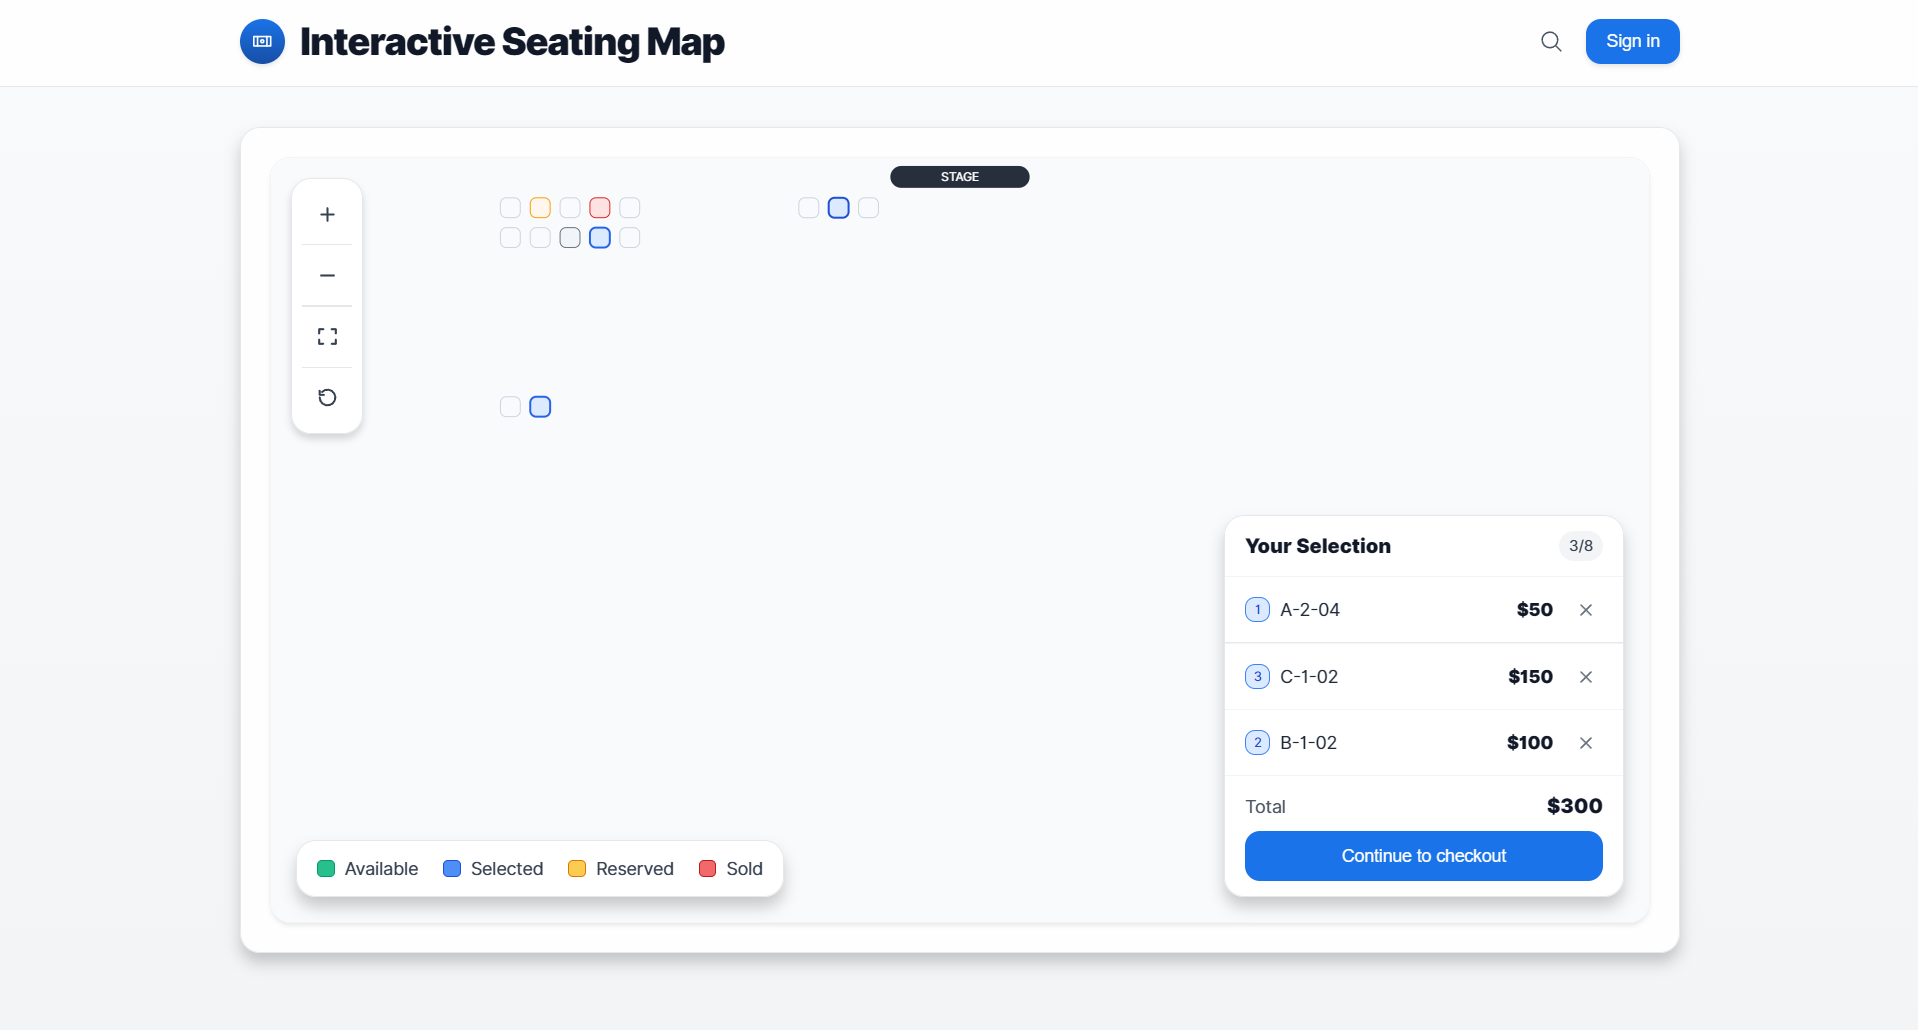 Interactive Seating Map
Sign in
STAGE
Your Selection
3/8
1 A-2-04 $50
3 C-1-02 $150
2 B-1-02 $100
Total $300
Continue to checkout
Available Selected Reserved Sold